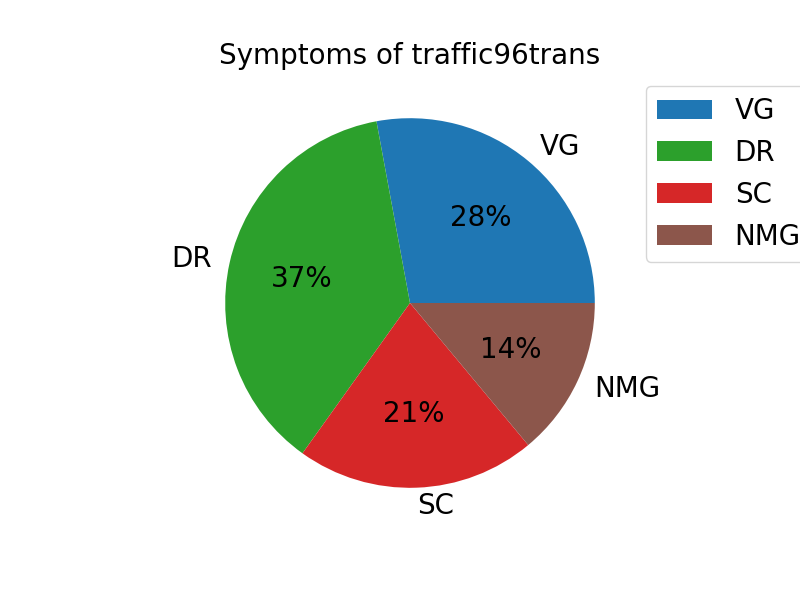 Symptoms of traffic96trans
VG
DR
SC
NMG
VG
28%
DR
37%
14%
NMG
21%
SC